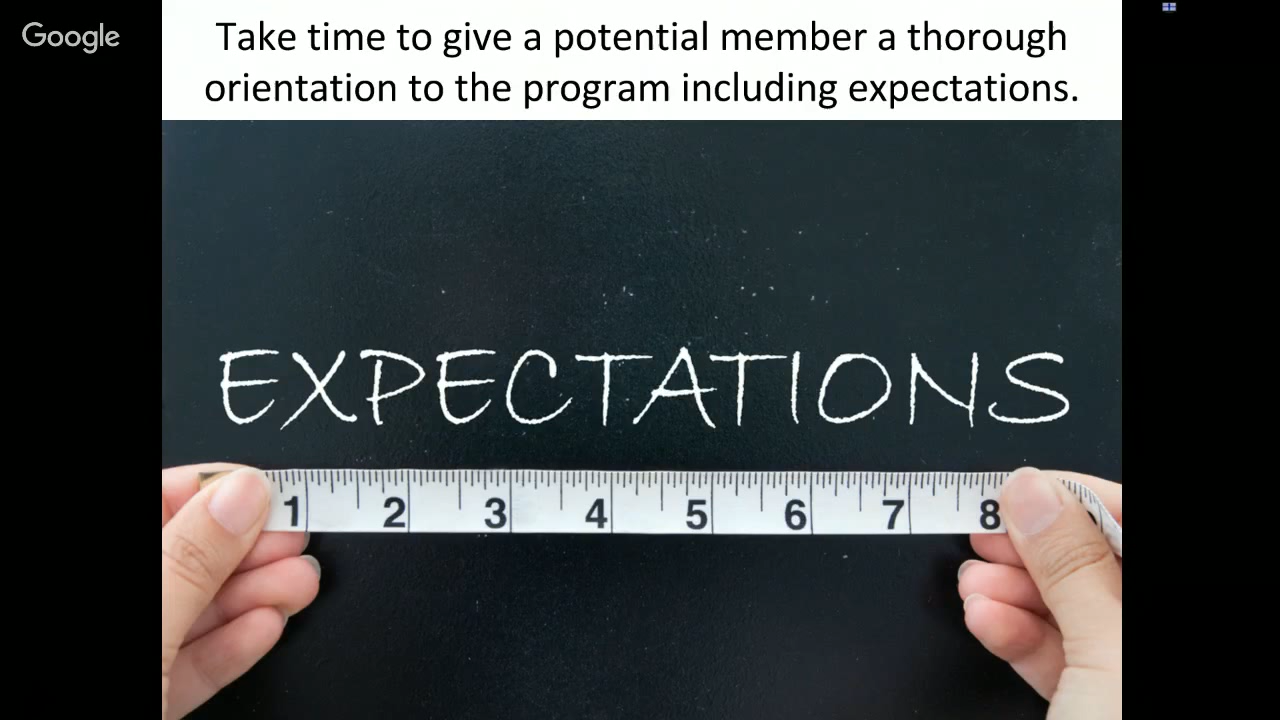 Google
Take time to give a potential member a thorough
orientation to the program including expectations.
EXPECTATIONS
1 2 3 4 5 6 7 8